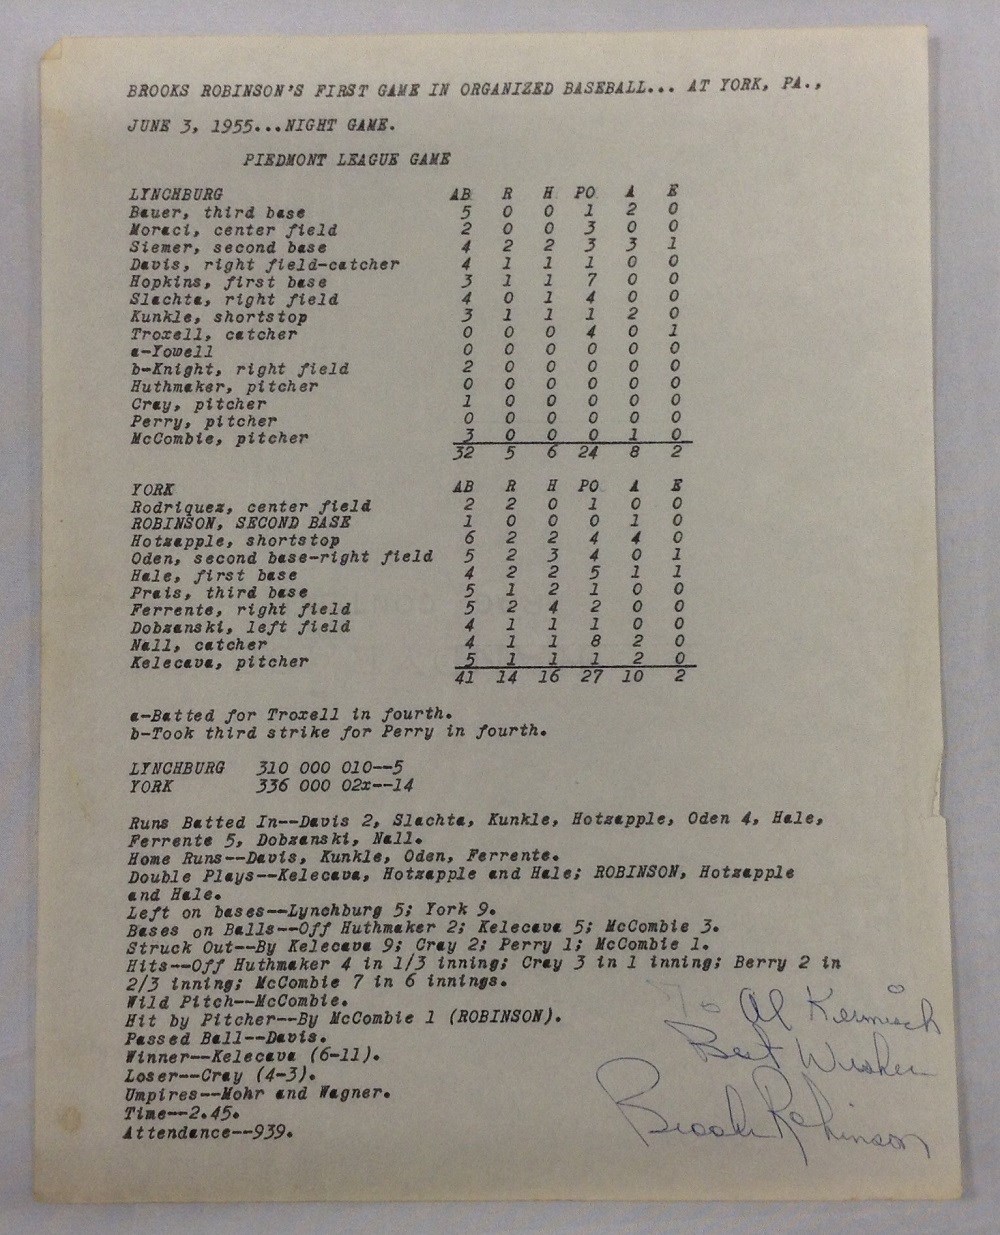 BROOKS ROBINSON'S FIRST GAME IN ORGANIZED BASEBALL... AT YORK, PA.,
JUNE 3, 1955...NIGHT GAME.
PIEDMONT LEAGUE GAME
LYNCHBURG AB R H PO A E
Bauer, third base 5 0 0 1 2 0
Moraci, center field 2 0 0 3 0 0
Siemer, second base 4 2 2 3 3 1
Davis, right field-catcher 4 1 1 1 0 0
Hopkins, first base 3 1 1 7 0 0
Slachta, right field 4 0 1 4 0 0
Kunkle, shortstop 3 1 1 1 2 0
Troxell, catcher 0 0 0 4 0 1
a-Yowell 0 0 0 0 0 0
b-Knight, right field 2 0 0 0 0 0
Huthmaker, pitcher 0 0 0 0 0 0
Cray, pitcher 1 0 0 0 0 0
Perry, pitcher 0 0 0 0 0 0
McCombie, pitcher 3 0 0 0 1 0
32 5 6 24 8 2
YORK AB R H PO A E
Rodriquez, center field 2 2 0 1 0 0
ROBINSON, SECOND BASE 1 0 0 0 1 0
Hotzapple, shortstop 6 2 2 4 4 0
Oden, second base-right field 5 2 3 4 0 1
Hale, first base 4 2 2 5 1 1
Prais, third base 5 1 2 1 0 0
Ferrente, right field 5 2 4 2 0 0
Dobzanski, left field 4 1 1 1 0 0
Nall, catcher 4 1 1 8 2 0
Kelecava, pitcher 5 1 1 1 2 0
41 14 16 27 10 2
a-Batted for Troxell in fourth.
b-Took third strike for Perry in fourth.
LYNCHBURG 310 000 010--5
YORK 336 000 02x--14
Runs Batted In--Davis 2, Slachta, Kunkle, Hotzapple, Oden 4, Hale,
Ferrente 5, Dobzanski, Nall.
Home Runs--Davis, Kunkle, Oden, Ferrente.
Double Plays--Kelecava, Hotzapple and Hale; ROBINSON, Hotzapple
and Hale.
Left on bases--Lynchburg 5; York 9.
Bases on Balls--Off Huthmaker 2; Kelecava 5; McCombie 3.
Struck Out--By Kelecava 9; Cray 2; Perry 1; McCombie 1.
Hits--Off Huthmaker 4 in 1/3 inning; Cray 3 in 1 inning; Berry 2 in
2/3 inning; McCombie 7 in 6 innings.
Wild Pitch--McCombie.
Hit by Pitcher--By McCombie 1 (ROBINSON).
Passed Ball--Davis.
Winner--Kelecava (6-11).
Loser--Cray (4-3).
Umpires--Mohr and Wagner.
Time--2.45.
Attendance--939.
To Al Kermisch
Best Wishes
Brooks Robinson